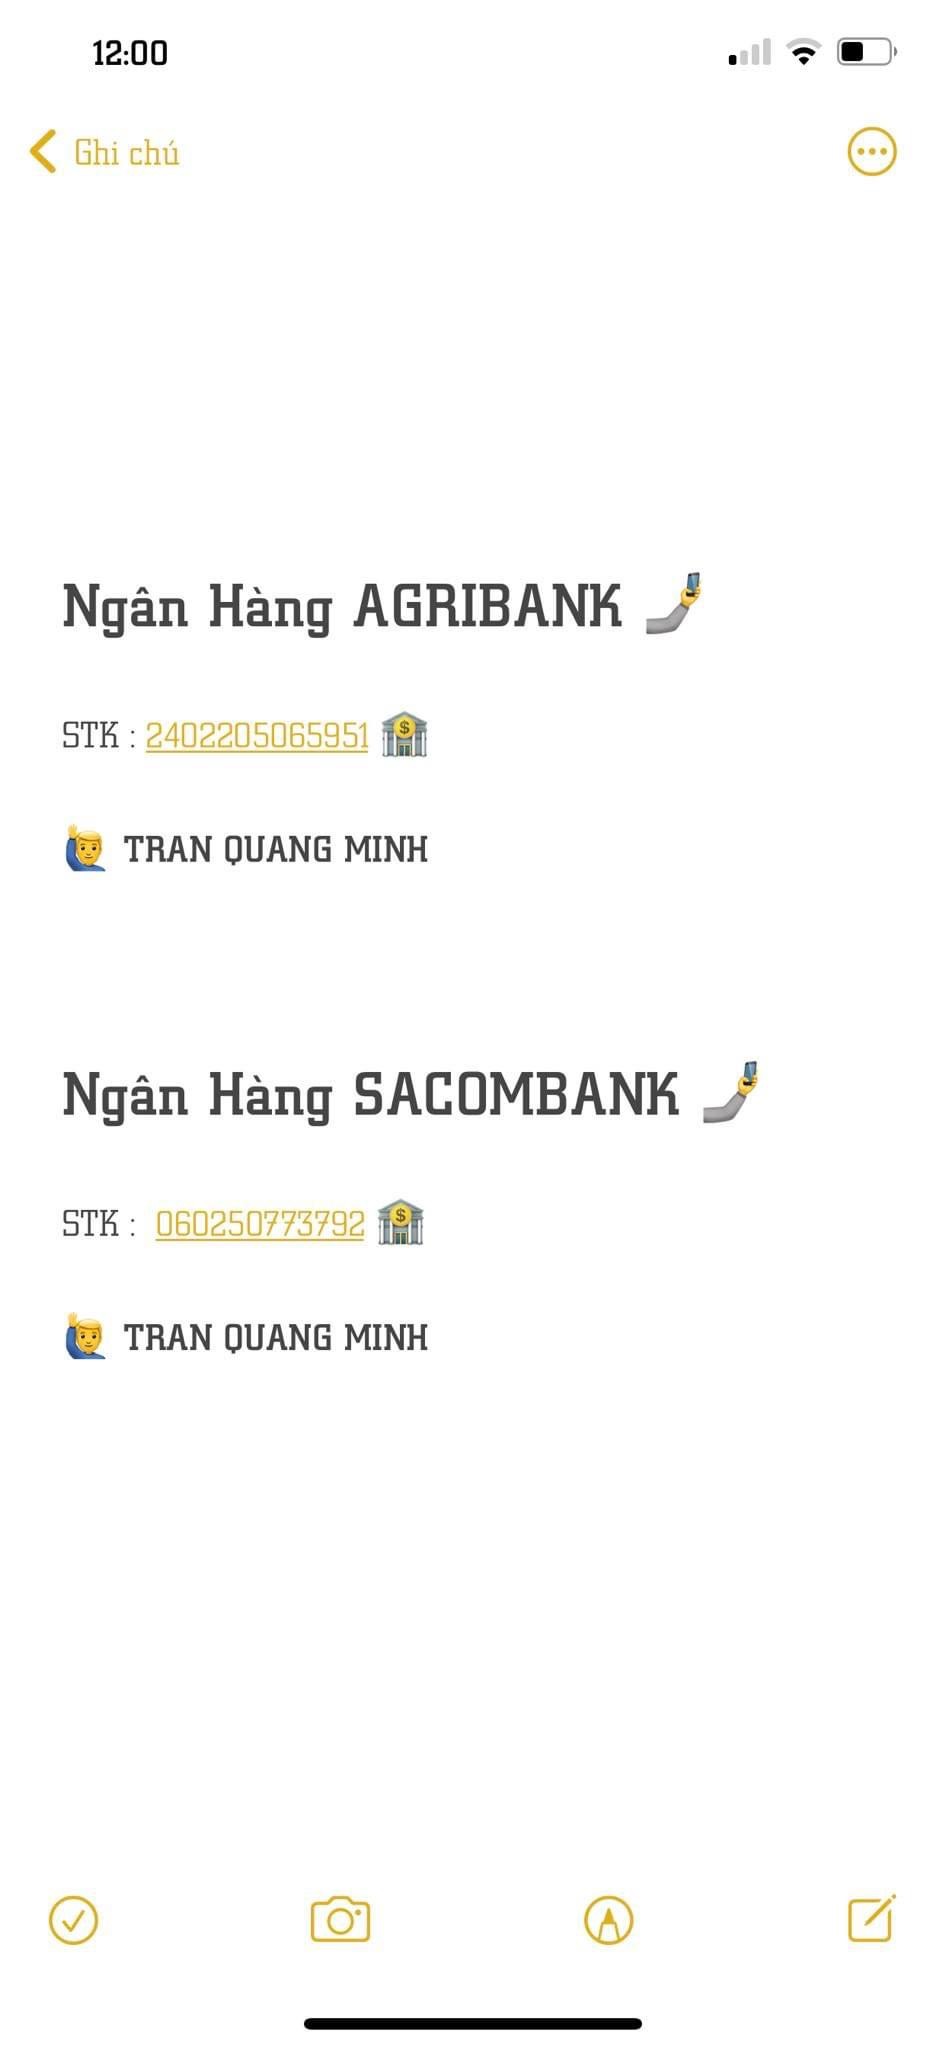 12:00
Ghi chú
Ngân Hàng AGRIBANK 🤳
STK : 2402205065951 🏦
🙋‍♂️ TRAN QUANG MINH
Ngân Hàng SACOMBANK 🤳
STK :  060250773792 🏦
🙋‍♂️ TRAN QUANG MINH